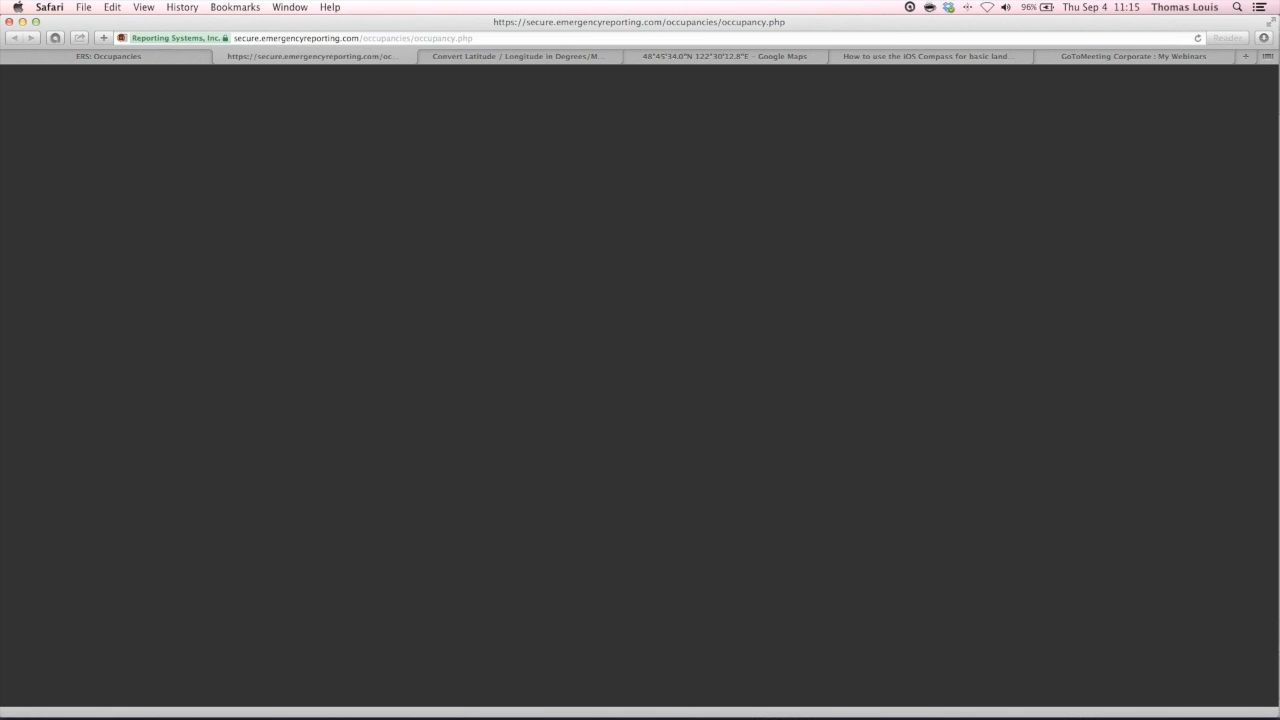 Safari File Edit View History Bookmarks Window Help 96% Thu Sep 4 11:15 Thomas Louis
https://secure.emergencyreporting.com/occupancies/occupancy.php
Reporting Systems, Inc. secure.emergencyreporting.com/occupancies/occupancy.php Reader
ERS: Occupancies https://secure.emergencyreporting.com/oc... Convert Latitude / Longitude in Degrees/M... 48°45'34.0"N 122°30'12.8"E - Google Maps How to use the iOS Compass for basic land... GoToMeeting Corporate : My Webinars